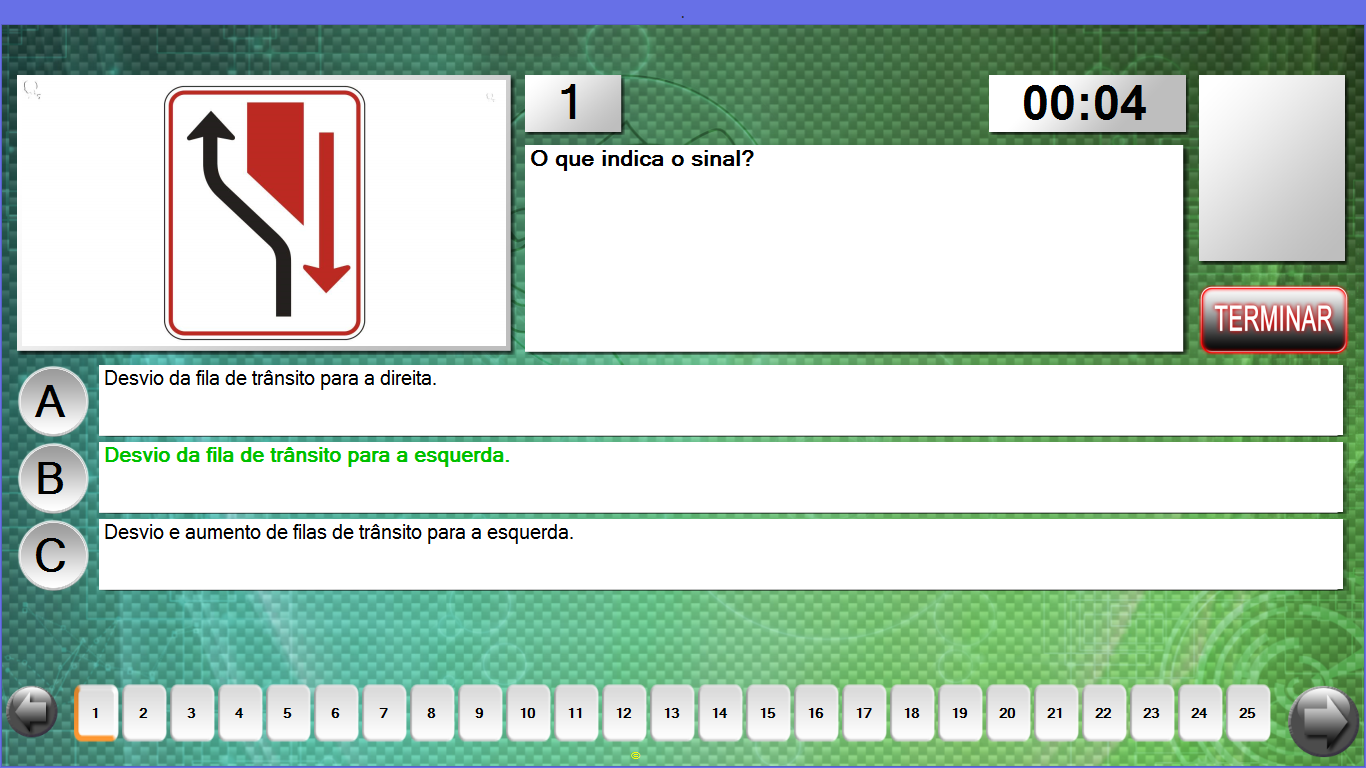 1
00:04
O que indica o sinal?
TERMINAR
A
Desvio da fila de trânsito para a direita.
B
Desvio da fila de trânsito para a esquerda.
C
Desvio e aumento de filas de trânsito para a esquerda.
1 2 3 4 5 6 7 8 9 10 11 12 13 14 15 16 17 18 19 20 21 22 23 24 25